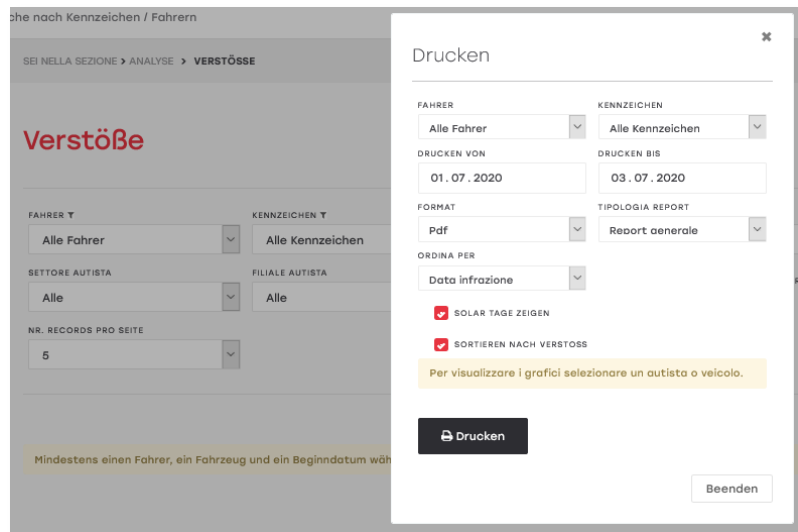 che nach Kennzeichen / Fahrern
SEI NELLA SEZIONE > ANALYSE > VERSTÖSSE
Verstöße
FAHRER
KENNZEICHEN
Alle Fahrer
Alle Kennzeichen
SETTORE AUTISTA
FILIALE AUTISTA
Alle
Alle
NR. RECORDS PRO SEITE
5
Mindestens einen Fahrer, ein Fahrzeug und ein Beginndatum wäh
Drucken
FAHRER
KENNZEICHEN
Alle Fahrer
Alle Kennzeichen
DRUCKEN VON
DRUCKEN BIS
01.07.2020
03.07.2020
FORMAT
TIPOLOGIA REPORT
Pdf
Report generale
ORDINA PER
Data infrazione
SOLAR TAGE ZEIGEN
SORTIEREN NACH VERSTOSS
Per visualizzare i grafici selezionare un autista o veicolo.
Drucken
Beenden